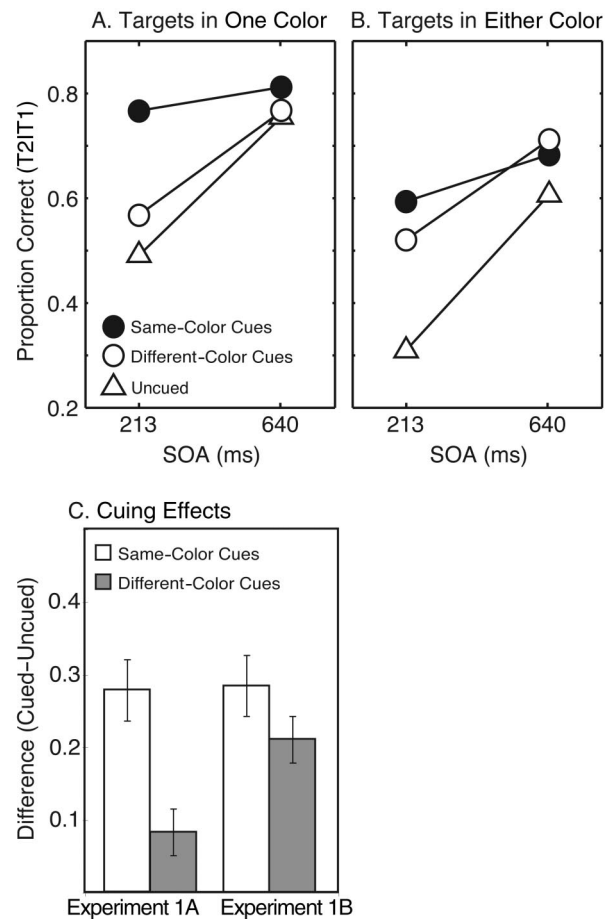 A. Targets in One Color
B. Targets in Either Color
Proportion Correct (T2IT1)
0.8
0.6
0.4
0.2
Same-Color Cues
Different-Color Cues
Uncued
213
640
SOA (ms)
213
640
SOA (ms)
C. Cuing Effects
Difference (Cued-Uncued)
Same-Color Cues
Different-Color Cues
0.4
0.3
0.2
0.1
Experiment 1A
Experiment 1B